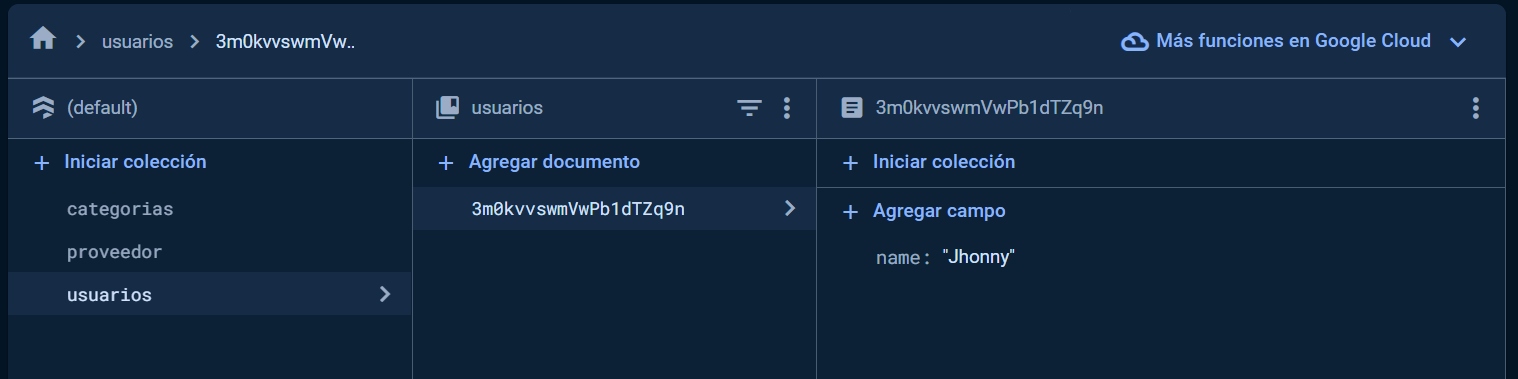 usuarios > 3m0kvvswmVw..
Más funciones en Google Cloud
(default)
usuarios
3m0kvvswmVwPb1dTZq9n
+ Iniciar colección
+ Agregar documento
+ Iniciar colección
categorias
3m0kvvswmVwPb1dTZq9n
+ Agregar campo
proveedor
name: "Jhonny"
usuarios